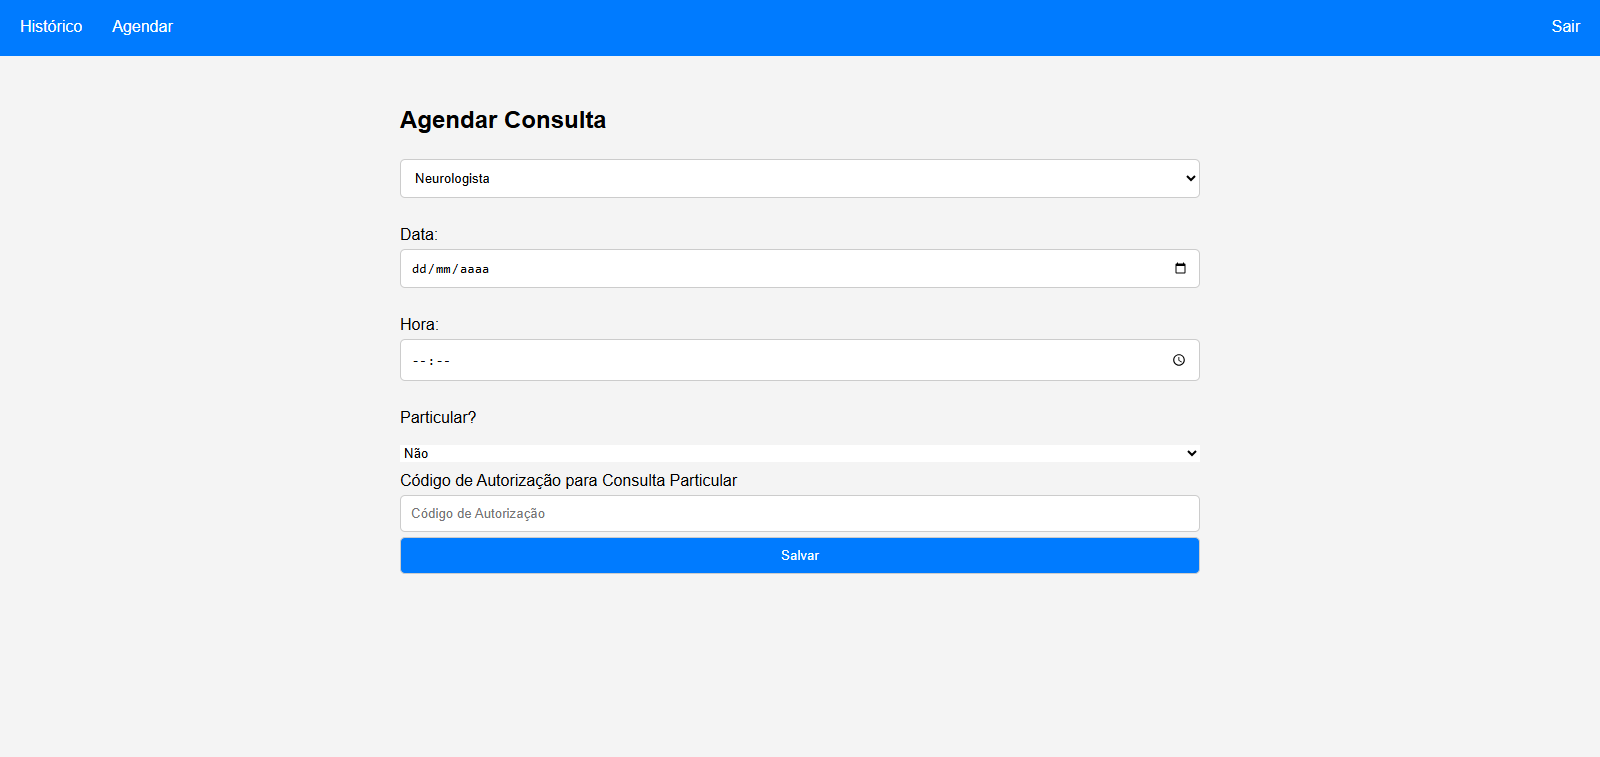 Histórico Agendar Sair
Agendar Consulta
Neurologista
Data:
dd/mm/aaaa
Hora:
--:--
Particular?
Não
Código de Autorização para Consulta Particular
Código de Autorização
Salvar